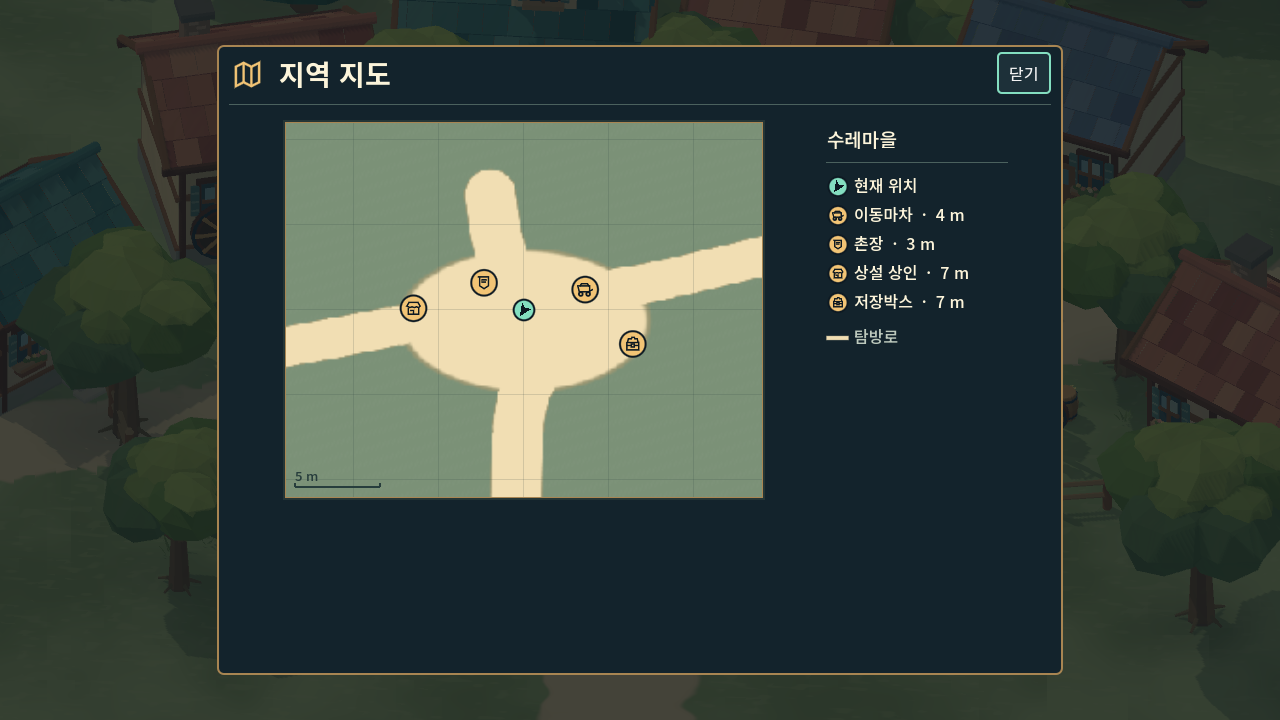 지역 지도
닫기
수레마을
현재 위치
이동마차 · 4 m
촌장 · 3 m
상설 상인 · 7 m
저장박스 · 7 m
탐방로
5 m